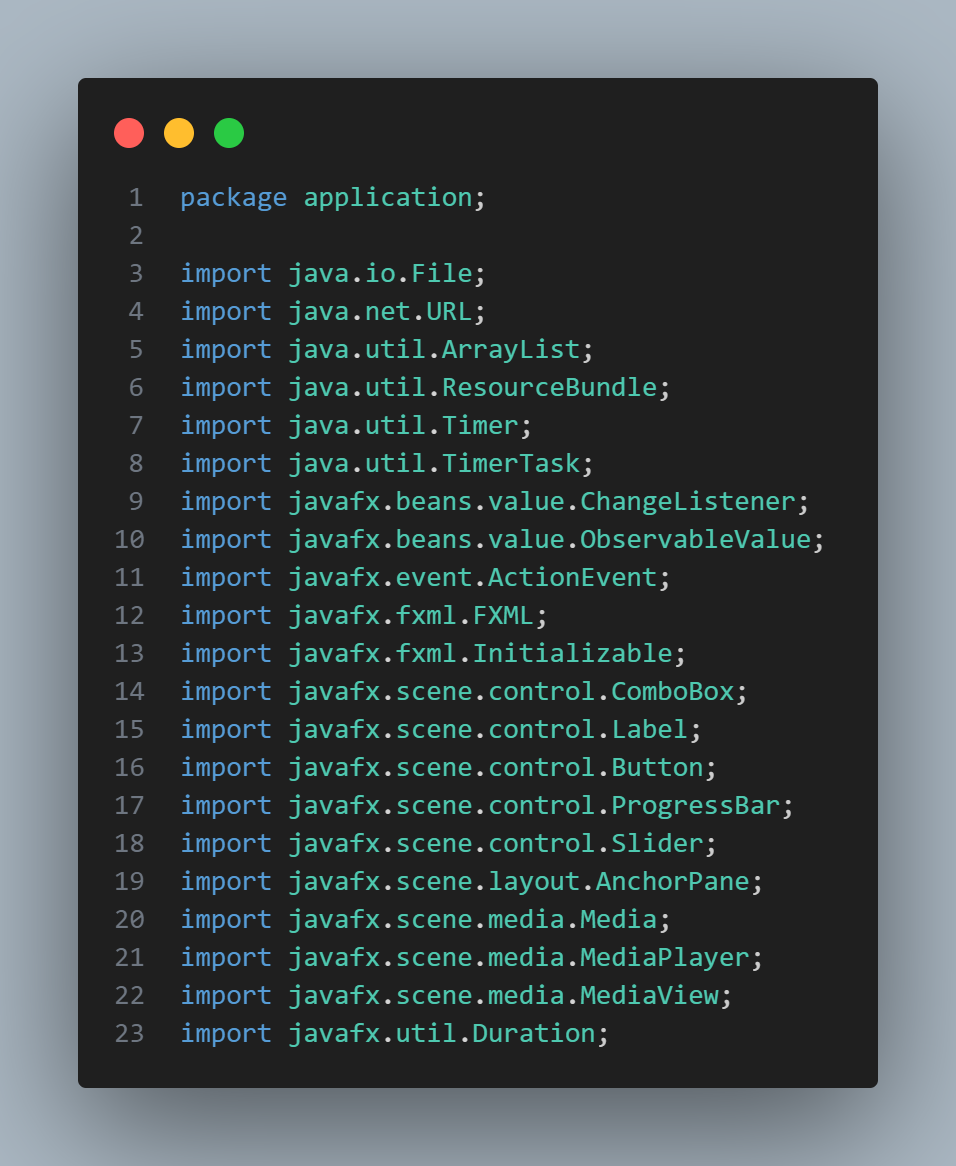 1 package application;
2
3 import java.io.File;
4 import java.net.URL;
5 import java.util.ArrayList;
6 import java.util.ResourceBundle;
7 import java.util.Timer;
8 import java.util.TimerTask;
9 import javafx.beans.value.ChangeListener;
10 import javafx.beans.value.ObservableValue;
11 import javafx.event.ActionEvent;
12 import javafx.fxml.FXML;
13 import javafx.fxml.Initializable;
14 import javafx.scene.control.ComboBox;
15 import javafx.scene.control.Label;
16 import javafx.scene.control.Button;
17 import javafx.scene.control.ProgressBar;
18 import javafx.scene.control.Slider;
19 import javafx.scene.layout.AnchorPane;
20 import javafx.scene.media.Media;
21 import javafx.scene.media.MediaPlayer;
22 import javafx.scene.media.MediaView;
23 import javafx.util.Duration;